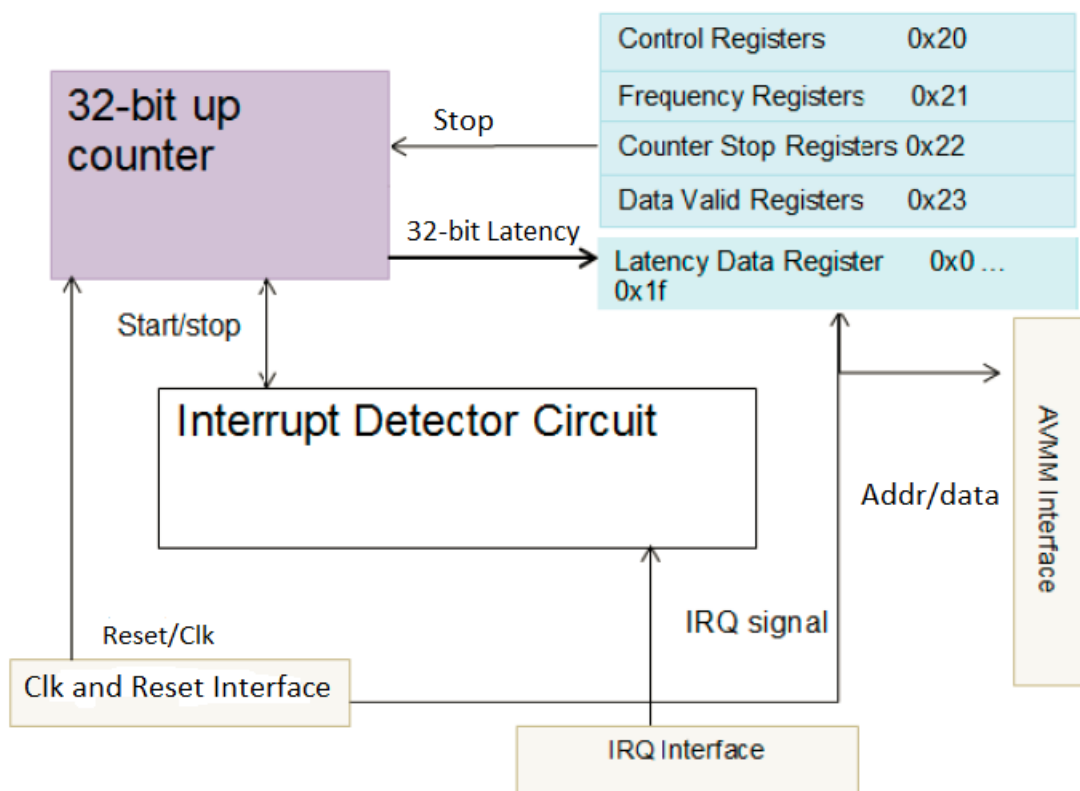 Control Registers 0x20
32-bit up
counter
Frequency Registers 0x21
Stop
Counter Stop Registers 0x22
Data Valid Registers 0x23
32-bit Latency
Latency Data Register 0x0 ...
0x1f
Start/stop
Interrupt Detector Circuit
AVMM Interface
Addr/data
IRQ signal
Reset/Clk
Clk and Reset Interface
IRQ Interface